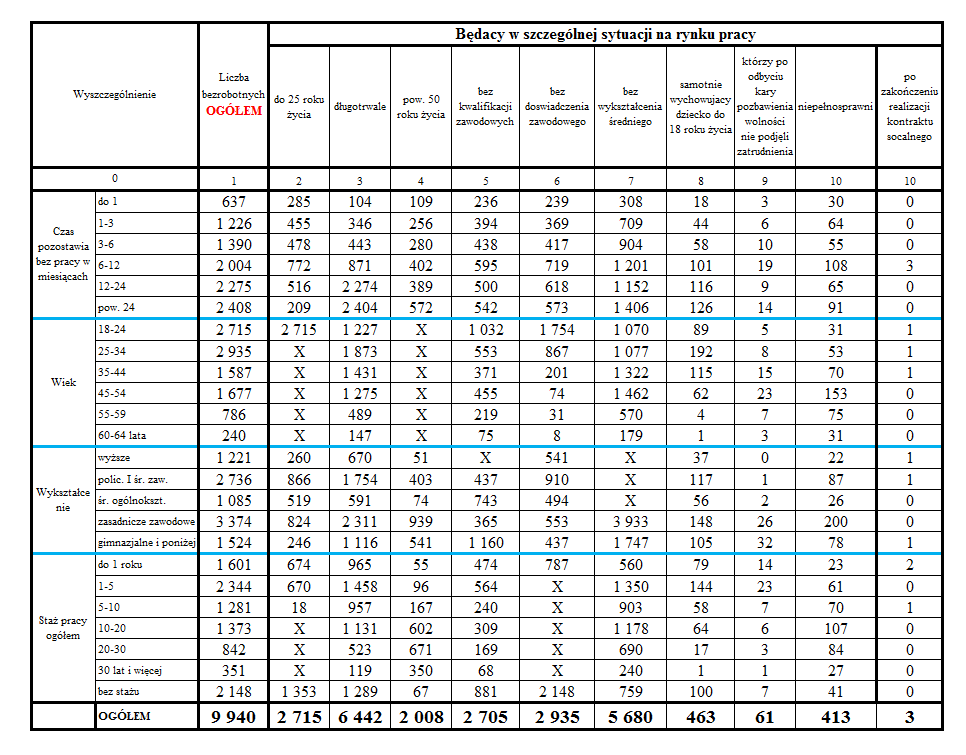 Będacy w szczególnej sytuacji na rynku pracy
Wyszczególnienie
Liczba
bezrobotnych
OGÓŁEM
do 25 roku
życia
długotrwale
pow. 50
roku życia
bez
kwalifikacji
zawodowych
bez
doswiadczenia
zawodowego
bez
wykształcenia
średniego
samotnie
wychowujący
dziecko do
18 roku życia
którzy po
odbyciu
kary
pozbawienia
wolności
nie podjęli
zatrudnienia
niepełnosprawni
po
zakończeniu
realizacji
kontraktu
socalnego
0 1 2 3 4 5 6 7 8 9 10 10
Czas
pozostawia
bez pracy w
miesiącach
do 1 637 285 104 109 236 239 308 18 3 30 0
1-3 1 226 455 346 256 394 369 709 44 6 64 0
3-6 1 390 478 443 280 438 417 904 58 10 55 0
6-12 2 004 772 871 402 595 719 1 201 101 19 108 3
12-24 2 275 516 2 274 389 500 618 1 152 116 9 65 0
pow. 24 2 408 209 2 404 572 542 573 1 406 126 14 91 0
Wiek
18-24 2 715 2 715 1 227 X 1 032 1 754 1 070 89 5 31 1
25-34 2 935 X 1 873 X 553 867 1 077 192 8 53 1
35-44 1 587 X 1 431 X 371 201 1 322 115 15 70 1
45-54 1 677 X 1 275 X 455 74 1 462 62 23 153 0
55-59 786 X 489 X 219 31 570 4 7 75 0
60-64 lata 240 X 147 X 75 8 179 1 3 31 0
Wykształce
nie
wyższe 1 221 260 670 51 X 541 X 37 0 22 1
polic. I śr. zaw. 2 736 866 1 754 403 437 910 X 117 1 87 1
śr. ogólnokszt. 1 085 519 591 74 743 494 X 56 2 26 0
zasadnicze zawodowe 3 374 824 2 311 939 365 553 3 933 148 26 200 0
gimnazjalne i poniżej 1 524 246 1 116 541 1 160 437 1 747 105 32 78 1
Staż pracy
ogółem
do 1 roku 1 601 674 965 55 474 787 560 79 14 23 2
1-5 2 344 670 1 458 96 564 X 1 350 144 23 61 0
5-10 1 281 18 957 167 240 X 903 58 7 70 1
10-20 1 373 X 1 131 602 309 X 1 178 64 6 107 0
20-30 842 X 523 671 169 X 690 17 3 84 0
30 lat i więcej 351 X 119 350 68 X 240 1 1 27 0
bez stażu 2 148 1 353 1 289 67 881 2 148 759 100 7 41 0
OGÓŁEM 9 940 2 715 6 442 2 008 2 705 2 935 5 680 463 61 413 3